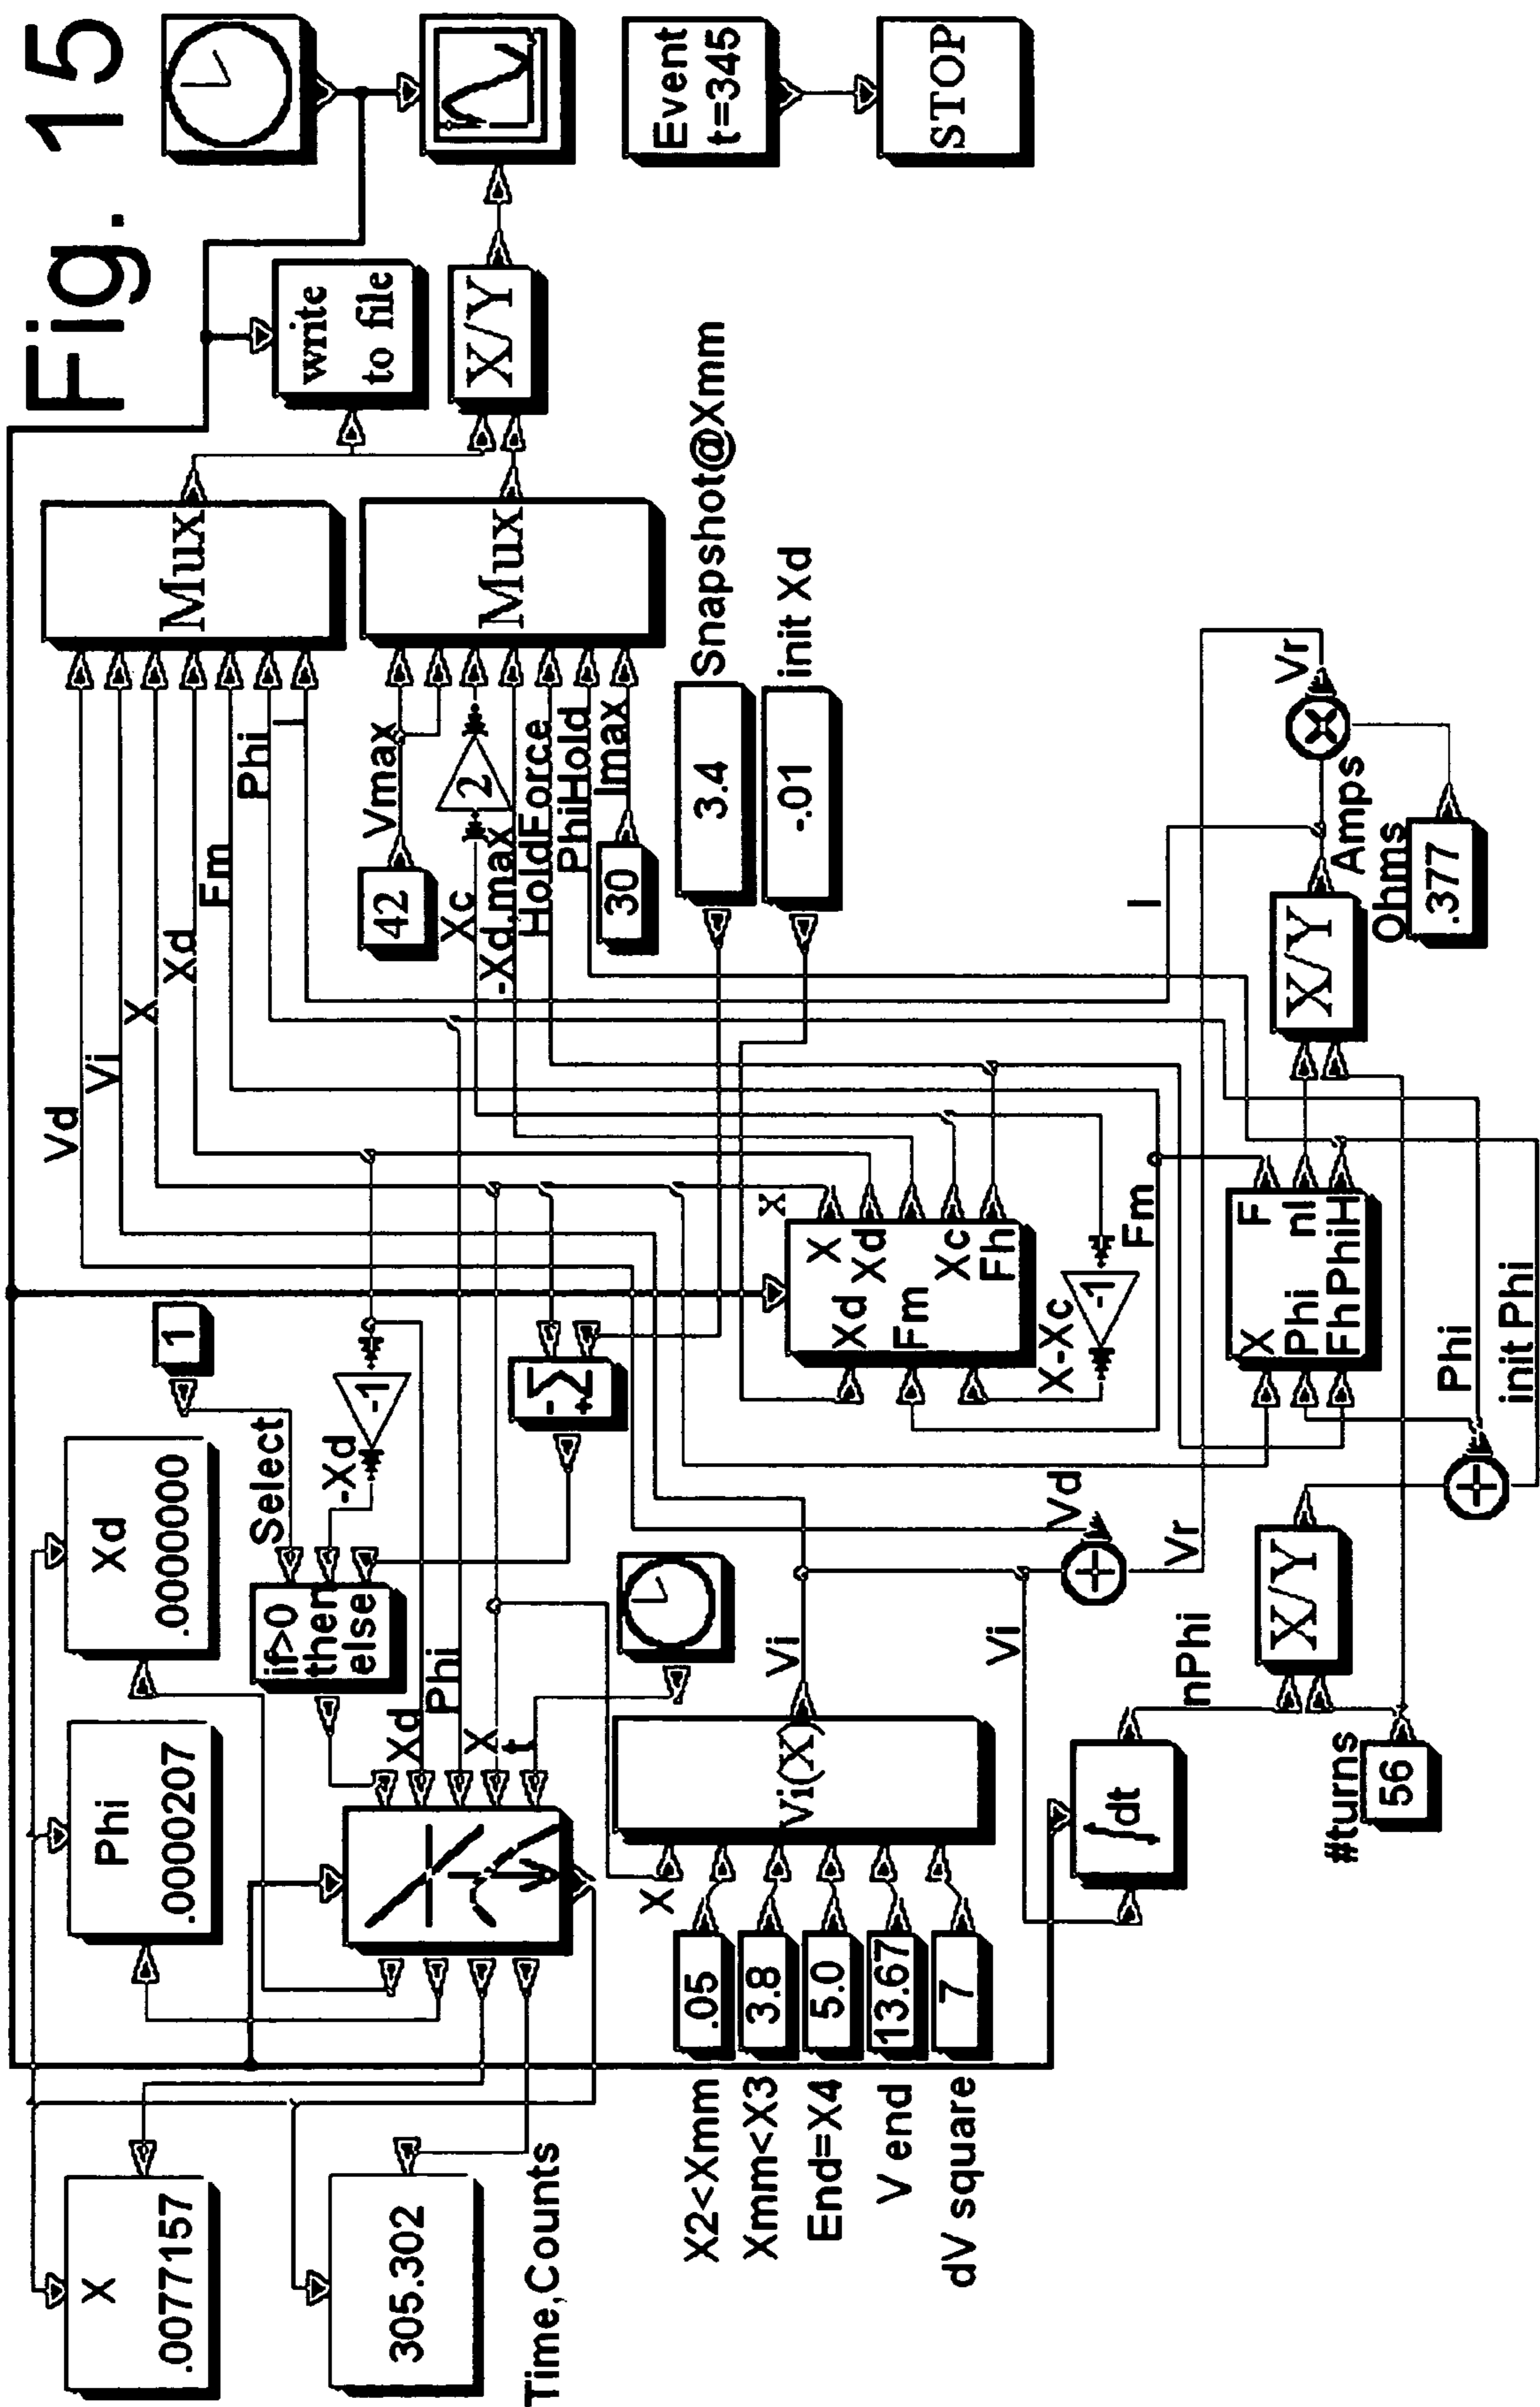 Fig. 15
X
.0077157
Phi
.0000207
Xd
.0000000
1
Select
-Xd
-1
if>0
then
else
305.302
Time,Counts
Xd
Phi
X
t
- Σ
+
Vd
Vi
X
Xd
Fm
Phi
I
Mux
write
to file
Vmax
42
Xc
2
-Xd,max
HoldForce
PhiHold
Imax
30
Mux
X/Y
Event
t=345
STOP
3.4
Snapshot@Xmm
-.01
init Xd
X2<Xmm
.05
Xmm<X3
3.8
End=X4
5.0
V end
13.67
dV square
7
X
Vi(X)
Vi
x
X
Xd
Xd
Fm
Xc
Fh
X-Xc
-1
Fm
Vi
Vd
Vr
∫dt
nPhi
#turns
56
X/Y
Phi
init Phi
X
F
Phi
nI
Fh
PhiH
I
X/Y
Amps
Ohms
.377
Vr